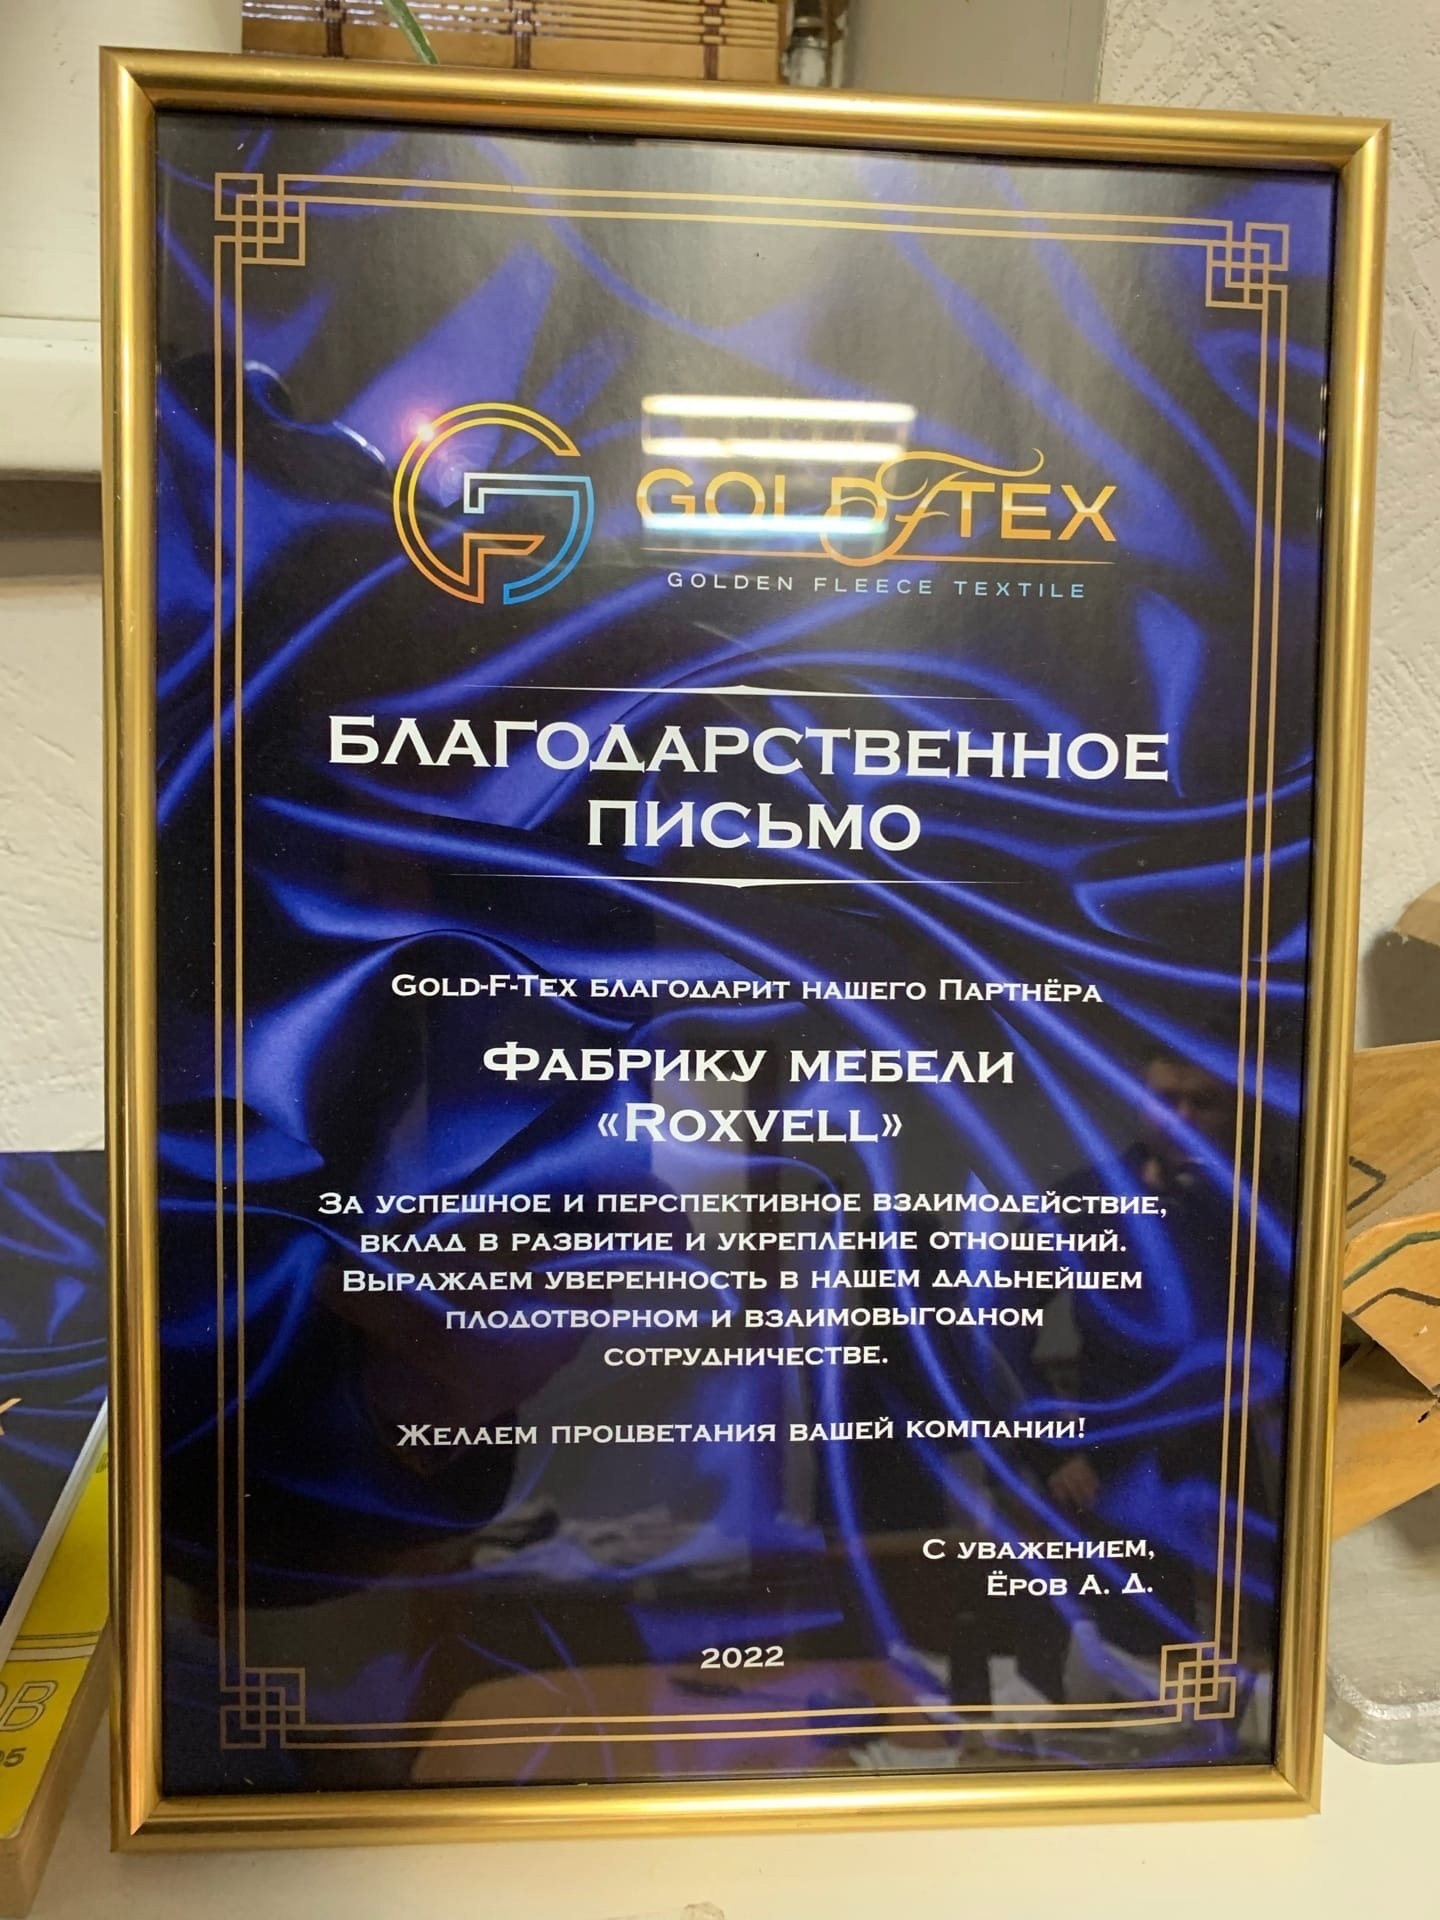 GOLDFTEX
GOLDEN FLEECE TEXTILE
БЛАГОДАРСТВЕННОЕ
ПИСЬМО
GOLD-F-TEX БЛАГОДАРИТ НАШЕГО ПАРТНЁРА
ФАБРИКУ МЕБЕЛИ
«ROXVELL»
ЗА УСПЕШНОЕ И ПЕРСПЕКТИВНОЕ ВЗАИМОДЕЙСТВИЕ,
ВКЛАД В РАЗВИТИЕ И УКРЕПЛЕНИЕ ОТНОШЕНИЙ.
ВЫРАЖАЕМ УВЕРЕННОСТЬ В НАШЕМ ДАЛЬНЕЙШЕМ
ПЛОДОТВОРНОМ И ВЗАИМОВЫГОДНОМ
СОТРУДНИЧЕСТВЕ.
ЖЕЛАЕМ ПРОЦВЕТАНИЯ ВАШЕЙ КОМПАНИИ!
С УВАЖЕНИЕМ,
ЁРОВ А. Д.
2022